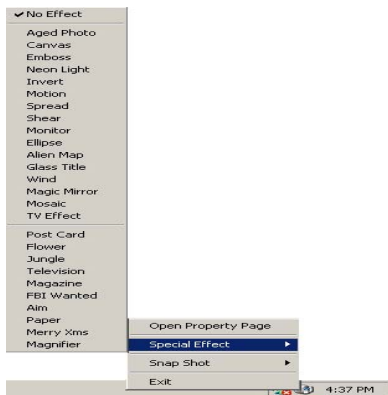 No Effect
Aged Photo
Canvas
Emboss
Neon Light
Invert
Motion
Spread
Shear
Monitor
Ellipse
Alien Map
Glass Title
Wind
Magic Mirror
Mosaic
TV Effect
Post Card
Flower
Jungle
Television
Magazine
FBI Wanted
Aim
Paper
Merry Xms
Magnifier
Open Property Page
Special Effect
Snap Shot
Exit
4:37 PM